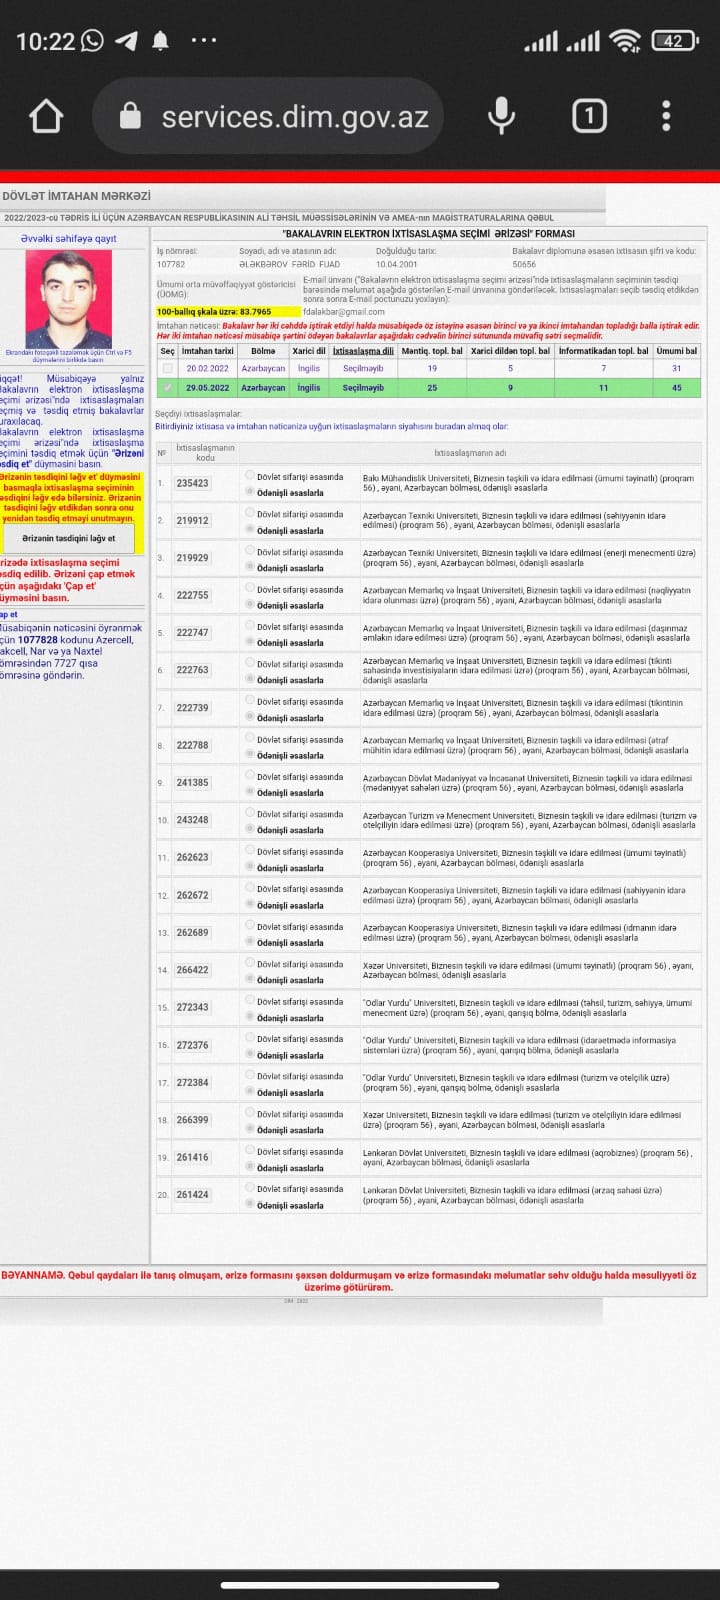 10:22
42
services.dim.gov.az
1
DÖVLƏT İMTAHAN MƏRKƏZİ
2022/2023-cü TƏDRİS İLİ ÜÇÜN AZƏRBAYCAN RESPUBLİKASININ ALİ TƏHSİL MÜƏSSİSƏLƏRİNİN VƏ AMEA-nın MAGİSTRATURALARINA QƏBUL
Əvvəlki səhifəyə qayıt
Ekrandakı fotoşəkli təzələmək üçün Ctrl və F5
düymələrini birlikdə basın
iqqət! Müsabiqəyə yalnız
Bakalavrın elektron ixtisaslaşma
eçimi ərizəsi"ndə ixtisaslaşmaları
eçmiş və təsdiq etmiş bakalavrlar
uraxılacaq.
Bakalavrın elektron ixtisaslaşma
eçimi ərizəsi"ndə ixtisaslaşma
eçimini təsdiq etmək üçün "Ərizəni
əsdiq et" düyməsini basın.
Ərizənin təsdiqini ləğv et' düyməsini
basmaqla ixtisaslaşma seçiminin
əsdiqini ləğv edə bilərsiniz. Ərizənin
təsdiqini ləğv etdikdən sonra onu
yenidən təsdiq etməyi unutmayın.
Ərizənin təsdiqini ləğv et
rizədə ixtisaslaşma seçimi
əsdiq edilib. Ərizəni çap etmək
çün aşağıdakı 'Çap et'
üyməsini basın.
ap et
üsabiqənin nəticəsini öyrənmək
çün 1077828 kodunu Azercell,
akcell, Nar və ya Naxtel
ömrəsindən 7727 qısa
ömrəsinə göndərin.
"BAKALAVRIN ELEKTRON İXTİSASLAŞMA SEÇİMİ ƏRİZƏSİ" FORMASI
İş nömrəsi: Soyadı, adı və atasının adı: Doğulduğu tarix: Bakalavr diplomuna əsasən ixtisasın şifri və kodu:
107782 ƏLƏKBƏROV FƏRİD FUAD 10.04.2001 50656
Ümumi orta müvəffəqiyyət göstəricisi
(ÜOMG):
100-ballıq şkala üzrə: 83.7965
E-mail ünvanı ("Bakalavrın elektron ixtisaslaşma seçimi ərizəsi"ndə ixtisaslaşmaların seçiminin təsdiqi
barəsində məlumat aşağıda göstərilən E-mail ünvanına göndəriləcək. İxtisaslaşmaları seçib təsdiq etdikdən
sonra sonra E-mail poçtunuzu yoxlayın):
fdalakbar@gmail.com
İmtahan nəticəsi: Bakalavr hər iki cəhddə iştirak etdiyi halda müsabiqədə öz istəyinə əsasən birinci və ya ikinci imtahandan topladığı balla iştirak edir.
Hər iki imtahan nəticəsi müsabiqə şərtini ödəyən bakalavrlar aşağıdakı cədvəlin birinci sütununda müvafiq sətri seçməlidir.
Seç İmtahan tarixi Bölmə Xarici dil İxtisaslaşma dili Məntiq. topl. bal Xarici dildən topl. bal İnformatikadan topl. bal Ümumi bal
20.02.2022 Azərbaycan İngilis Seçilməyib 19 5 7 31
29.05.2022 Azərbaycan İngilis Seçilməyib 25 9 11 45
Seçdiyi ixtisaslaşmalar:
Bitirdiyiniz ixtisasa və imtahan nəticənizə uyğun ixtisaslaşmaların siyahısını buradan almaq olar:
№ İxtisaslaşmanın kodu İxtisaslaşmanın adı
1. 235423 Dövlət sifarişi əsasında Ödənişli əsaslarla Bakı Mühəndislik Universiteti, Biznesin təşkili və idarə edilməsi (ümumi təyinatlı) (proqram
56) , əyani, Azərbaycan bölməsi, ödənişli əsaslarla
2. 219912 Dövlət sifarişi əsasında Ödənişli əsaslarla Azərbaycan Texniki Universiteti, Biznesin təşkili və idarə edilməsi (səhiyyənin idarə
edilməsi) (proqram 56) , əyani, Azərbaycan bölməsi, ödənişli əsaslarla
3. 219929 Dövlət sifarişi əsasında Ödənişli əsaslarla Azərbaycan Texniki Universiteti, Biznesin təşkili və idarə edilməsi (enerji menecmenti üzrə)
(proqram 56) , əyani, Azərbaycan bölməsi, ödənişli əsaslarla
4. 222755 Dövlət sifarişi əsasında Ödənişli əsaslarla Azərbaycan Memarlıq və İnşaat Universiteti, Biznesin təşkili və idarə edilməsi (nəqliyyatın
idarə olunması üzrə) (proqram 56) , əyani, Azərbaycan bölməsi, ödənişli əsaslarla
5. 222747 Dövlət sifarişi əsasında Ödənişli əsaslarla Azərbaycan Memarlıq və İnşaat Universiteti, Biznesin təşkili və idarə edilməsi (daşınmaz
əmlakın idarə edilməsi üzrə) (proqram 56) , əyani, Azərbaycan bölməsi, ödənişli əsaslarla
6. 222763 Dövlət sifarişi əsasında Ödənişli əsaslarla Azərbaycan Memarlıq və İnşaat Universiteti, Biznesin təşkili və idarə edilməsi (tikinti
sahəsində investisiyaların idarə edilməsi üzrə) (proqram 56) , əyani, Azərbaycan bölməsi,
ödənişli əsaslarla
7. 222739 Dövlət sifarişi əsasında Ödənişli əsaslarla Azərbaycan Memarlıq və İnşaat Universiteti, Biznesin təşkili və idarə edilməsi (tikintinin
idarə edilməsi üzrə) (proqram 56) , əyani, Azərbaycan bölməsi, ödənişli əsaslarla
8. 222788 Dövlət sifarişi əsasında Ödənişli əsaslarla Azərbaycan Memarlıq və İnşaat Universiteti, Biznesin təşkili və idarə edilməsi (ətraf
mühitin idarə edilməsi üzrə) (proqram 56) , əyani, Azərbaycan bölməsi, ödənişli əsaslarla
9. 241385 Dövlət sifarişi əsasında Ödənişli əsaslarla Azərbaycan Dövlət Mədəniyyət və İncəsənət Universiteti, Biznesin təşkili və idarə edilməsi
(mədəniyyət sahələri üzrə) (proqram 56) , əyani, Azərbaycan bölməsi, ödənişli əsaslarla
10. 243248 Dövlət sifarişi əsasında Ödənişli əsaslarla Azərbaycan Turizm və Menecment Universiteti, Biznesin təşkili və idarə edilməsi (turizm və
otelçiliyin idarə edilməsi üzrə) (proqram 56) , əyani, Azərbaycan bölməsi, ödənişli əsaslarla
11. 262623 Dövlət sifarişi əsasında Ödənişli əsaslarla Azərbaycan Kooperasiya Universiteti, Biznesin təşkili və idarə edilməsi (ümumi təyinatlı)
(proqram 56) , əyani, Azərbaycan bölməsi, ödənişli əsaslarla
12. 262672 Dövlət sifarişi əsasında Ödənişli əsaslarla Azərbaycan Kooperasiya Universiteti, Biznesin təşkili və idarə edilməsi (səhiyyənin idarə
edilməsi üzrə) (proqram 56) , əyani, Azərbaycan bölməsi, ödənişli əsaslarla
13. 262689 Dövlət sifarişi əsasında Ödənişli əsaslarla Azərbaycan Kooperasiya Universiteti, Biznesin təşkili və idarə edilməsi (idmanın idarə
edilməsi üzrə) (proqram 56) , əyani, Azərbaycan bölməsi, ödənişli əsaslarla
14. 266422 Dövlət sifarişi əsasında Ödənişli əsaslarla Xəzər Universiteti, Biznesin təşkili və idarə edilməsi (ümumi təyinatlı) (proqram 56) , əyani,
Azərbaycan bölməsi, ödənişli əsaslarla
15. 272343 Dövlət sifarişi əsasında Ödənişli əsaslarla "Odlar Yurdu" Universiteti, Biznesin təşkili və idarə edilməsi (təhsil, turizm, səhiyyə, ümumi
menecment üzrə) (proqram 56) , əyani, qarışıq bölmə, ödənişli əsaslarla
16. 272376 Dövlət sifarişi əsasında Ödənişli əsaslarla "Odlar Yurdu" Universiteti, Biznesin təşkili və idarə edilməsi (idarəetmədə informasiya
sistemləri üzrə) (proqram 56) , əyani, qarışıq bölmə, ödənişli əsaslarla
17. 272384 Dövlət sifarişi əsasında Ödənişli əsaslarla "Odlar Yurdu" Universiteti, Biznesin təşkili və idarə edilməsi (turizm və otelçilik üzrə)
(proqram 56) , əyani, qarışıq bölmə, ödənişli əsaslarla
18. 266399 Dövlət sifarişi əsasında Ödənişli əsaslarla Xəzər Universiteti, Biznesin təşkili və idarə edilməsi (turizm və otelçiliyin idarə edilməsi
üzrə) (proqram 56) , əyani, Azərbaycan bölməsi, ödənişli əsaslarla
19. 261416 Dövlət sifarişi əsasında Ödənişli əsaslarla Lənkəran Dövlət Universiteti, Biznesin təşkili və idarə edilməsi (aqrobiznes) (proqram 56) ,
əyani, Azərbaycan bölməsi, ödənişli əsaslarla
20. 261424 Dövlət sifarişi əsasında Ödənişli əsaslarla Lənkəran Dövlət Universiteti, Biznesin təşkili və idarə edilməsi (ərzaq sahəsi üzrə)
(proqram 56) , əyani, Azərbaycan bölməsi, ödənişli əsaslarla
BƏYANNAMƏ. Qəbul qaydaları ilə tanış olmuşam, ərizə formasını şəxsən doldurmuşam və ərizə formasındakı məlumatlar səhv olduğu halda məsuliyyəti öz
üzərimə götürürəm.
DİM 2022